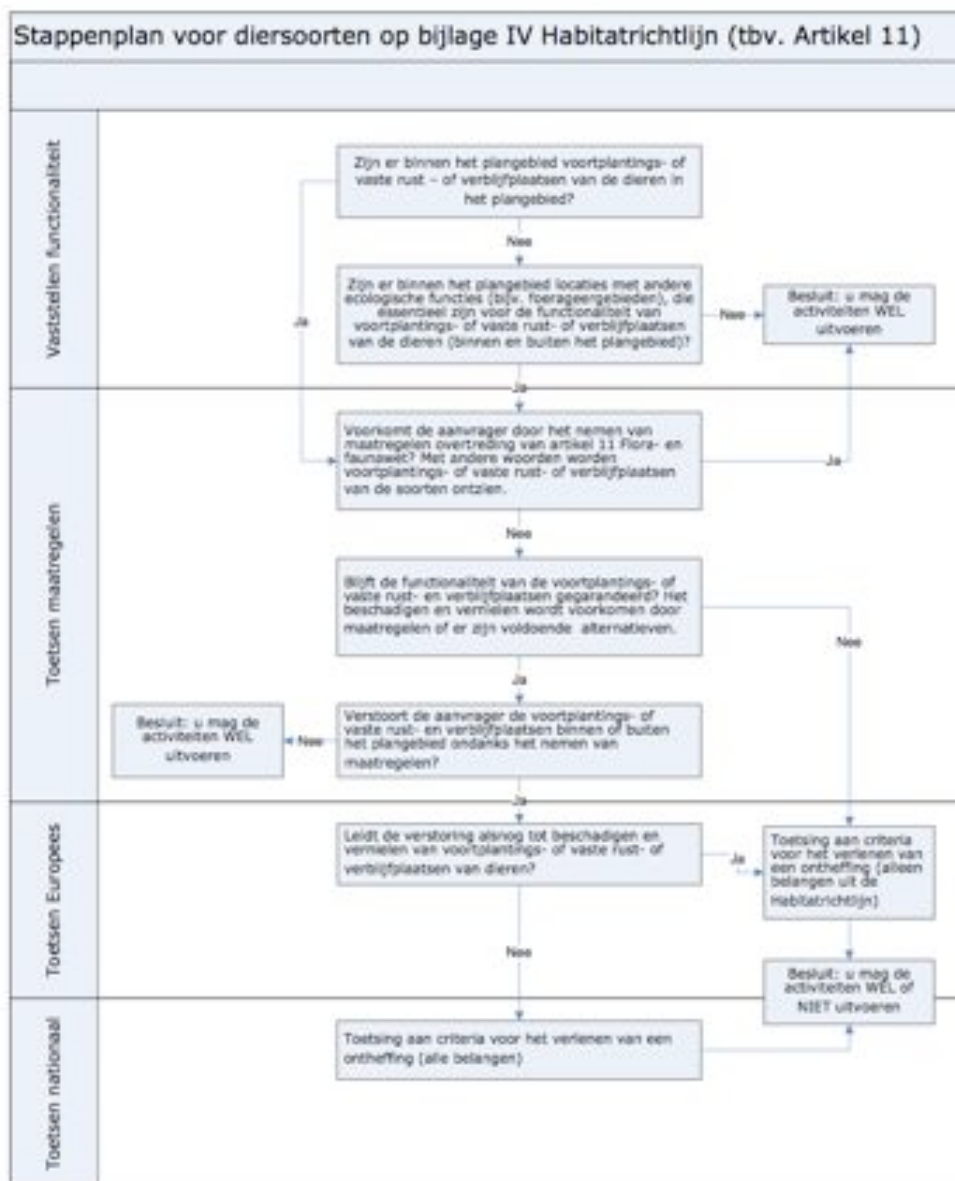 Stappenplan voor diersoorten op bijlage IV Habitatrichtlijn (tbv. Artikel 11)
Vaststellen functionaliteit
Zijn er binnen het plangebied voortplantings- of
vaste rust – of verblijfplaatsen van de dieren in
het plangebied?
Nee
Ja
Zijn er binnen het plangebied locaties met andere
ecologische functies (bijv. foerageergebieden), die
essentieel zijn voor de functionaliteit van
voortplantings- of vaste rust- of verblijfplaatsen
van de dieren (binnen en buiten het plangebied)?
Nee
Besluit: u mag de
activiteiten WEL
uitvoeren
Ja
Toetsen maatregelen
Voorkomt de aanvrager door het nemen van
maatregelen overtreding van artikel 11 Flora- en
faunawet? Met andere woorden worden
voortplantings- of vaste rust- of verblijfplaatsen
van de soorten ontzien.
Ja
Nee
Blijft de functionaliteit van de voortplantings- of
vaste rust- en verblijfplaatsen gegarandeerd? Het
beschadigen en vernielen wordt voorkomen door
maatregelen of er zijn voldoende alternatieven.
Nee
Ja
Verstoort de aanvrager de voortplantings- of
vaste rust- en verblijfplaatsen binnen of buiten
het plangebied ondanks het nemen van
maatregelen?
Nee
Besluit: u mag de
activiteiten WEL
uitvoeren
Ja
Toetsen Europees
Leidt de verstoring alsnog tot beschadigen en
vernielen van voortplantings- of vaste rust- of
verblijfplaatsen van dieren?
Ja
Toetsing aan criteria
voor het verlenen van
een ontheffing (alleen
belangen uit de
Habitatrichtlijn)
Nee
Besluit: u mag de
activiteiten WEL of
NIET uitvoeren
Toetsen nationaal
Toetsing aan criteria voor het verlenen van een
ontheffing (alle belangen)